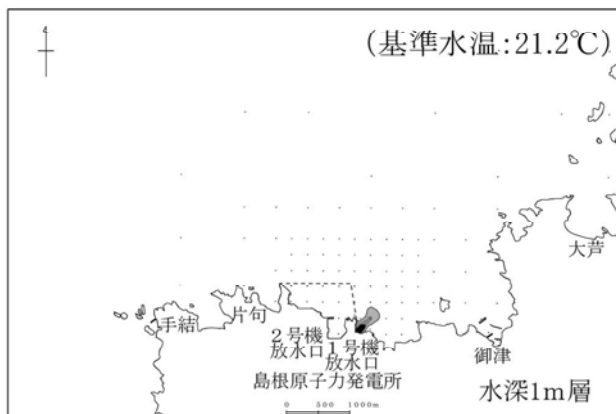 (基準水温:21.2℃)
大芦
手結
片句
2号機
放水口
1号機
放水口
御津
島根原子力発電所
水深1m層
0 500 1000m